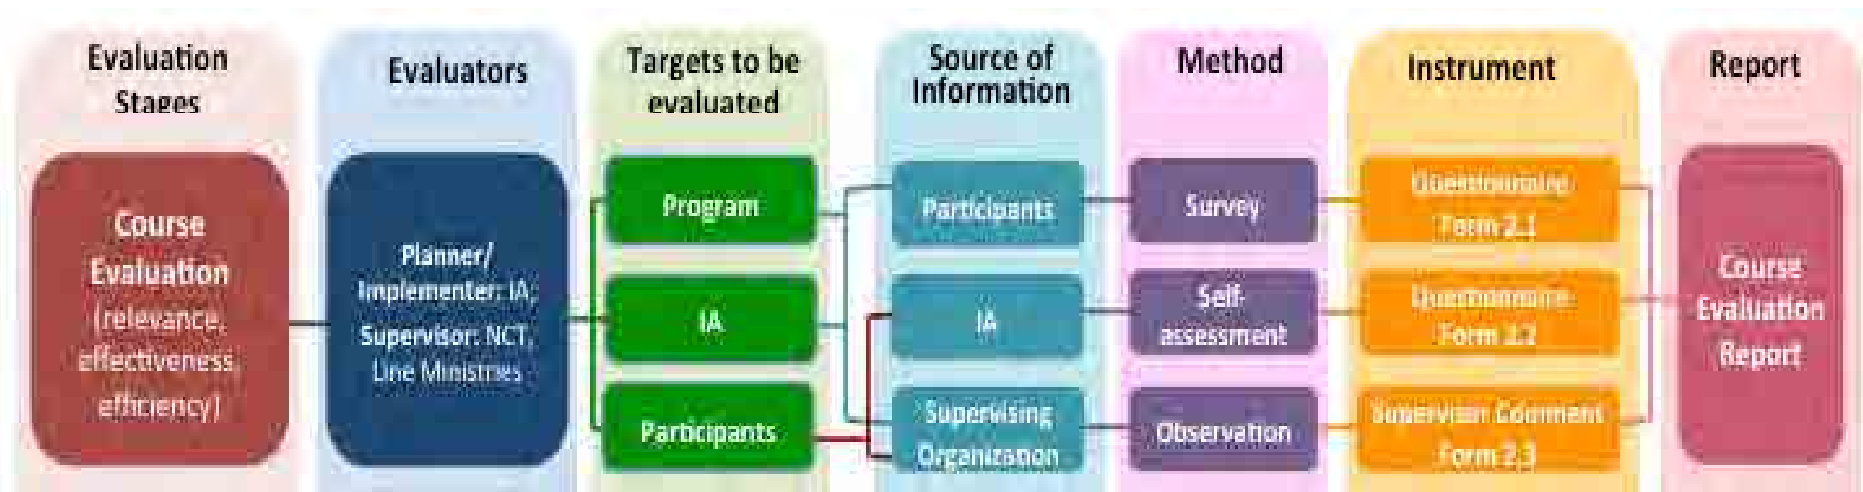 Evaluation
Stages
Evaluators
Targets to be
evaluated
Source of
Information
Method
Instrument
Report
Course
Evaluation
(relevance,
effectiveness,
efficiency)
Planner/
Implementer: IA,
Supervisor: NCT,
Line Ministries
Program
IA
Participants
Participants
IA
Supervising
Organization
Survey
Self-
assessment
Observation
Questionnaire
Form 2.1
Questionnaire
Form 2.2
Supervisor Commens
Form 2.3
Course
Evaluation
Report